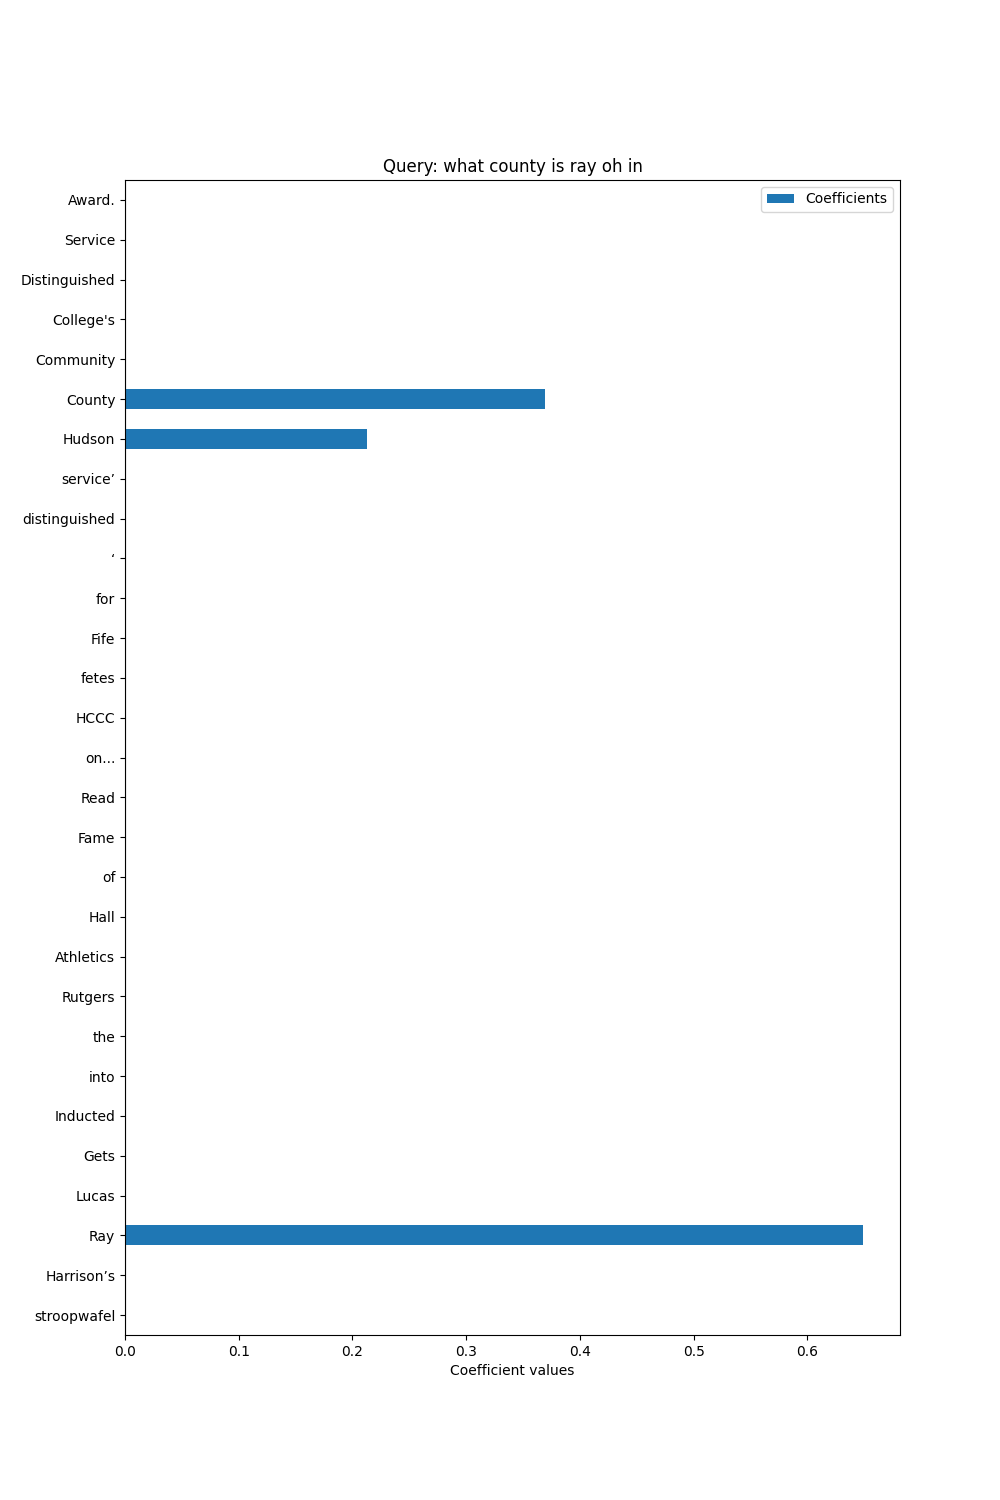 Query: what county is ray oh in
Coefficients
Award.
Service
Distinguished
College's
Community
County
Hudson
service’
distinguished
‘
for
Fife
fetes
HCCC
on...
Read
Fame
of
Hall
Athletics
Rutgers
the
into
Inducted
Gets
Lucas
Ray
Harrison’s
stroopwafel
0.0 0.1 0.2 0.3 0.4 0.5 0.6
Coefficient values